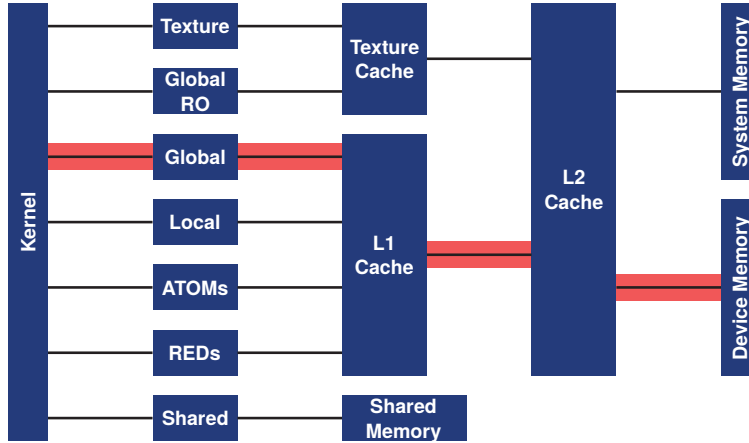 Kernel
Texture
Global
RO
Global
Local
ATOMs
REDs
Shared
Texture
Cache
L1
Cache
Shared
Memory
L2
Cache
System Memory
Device Memory